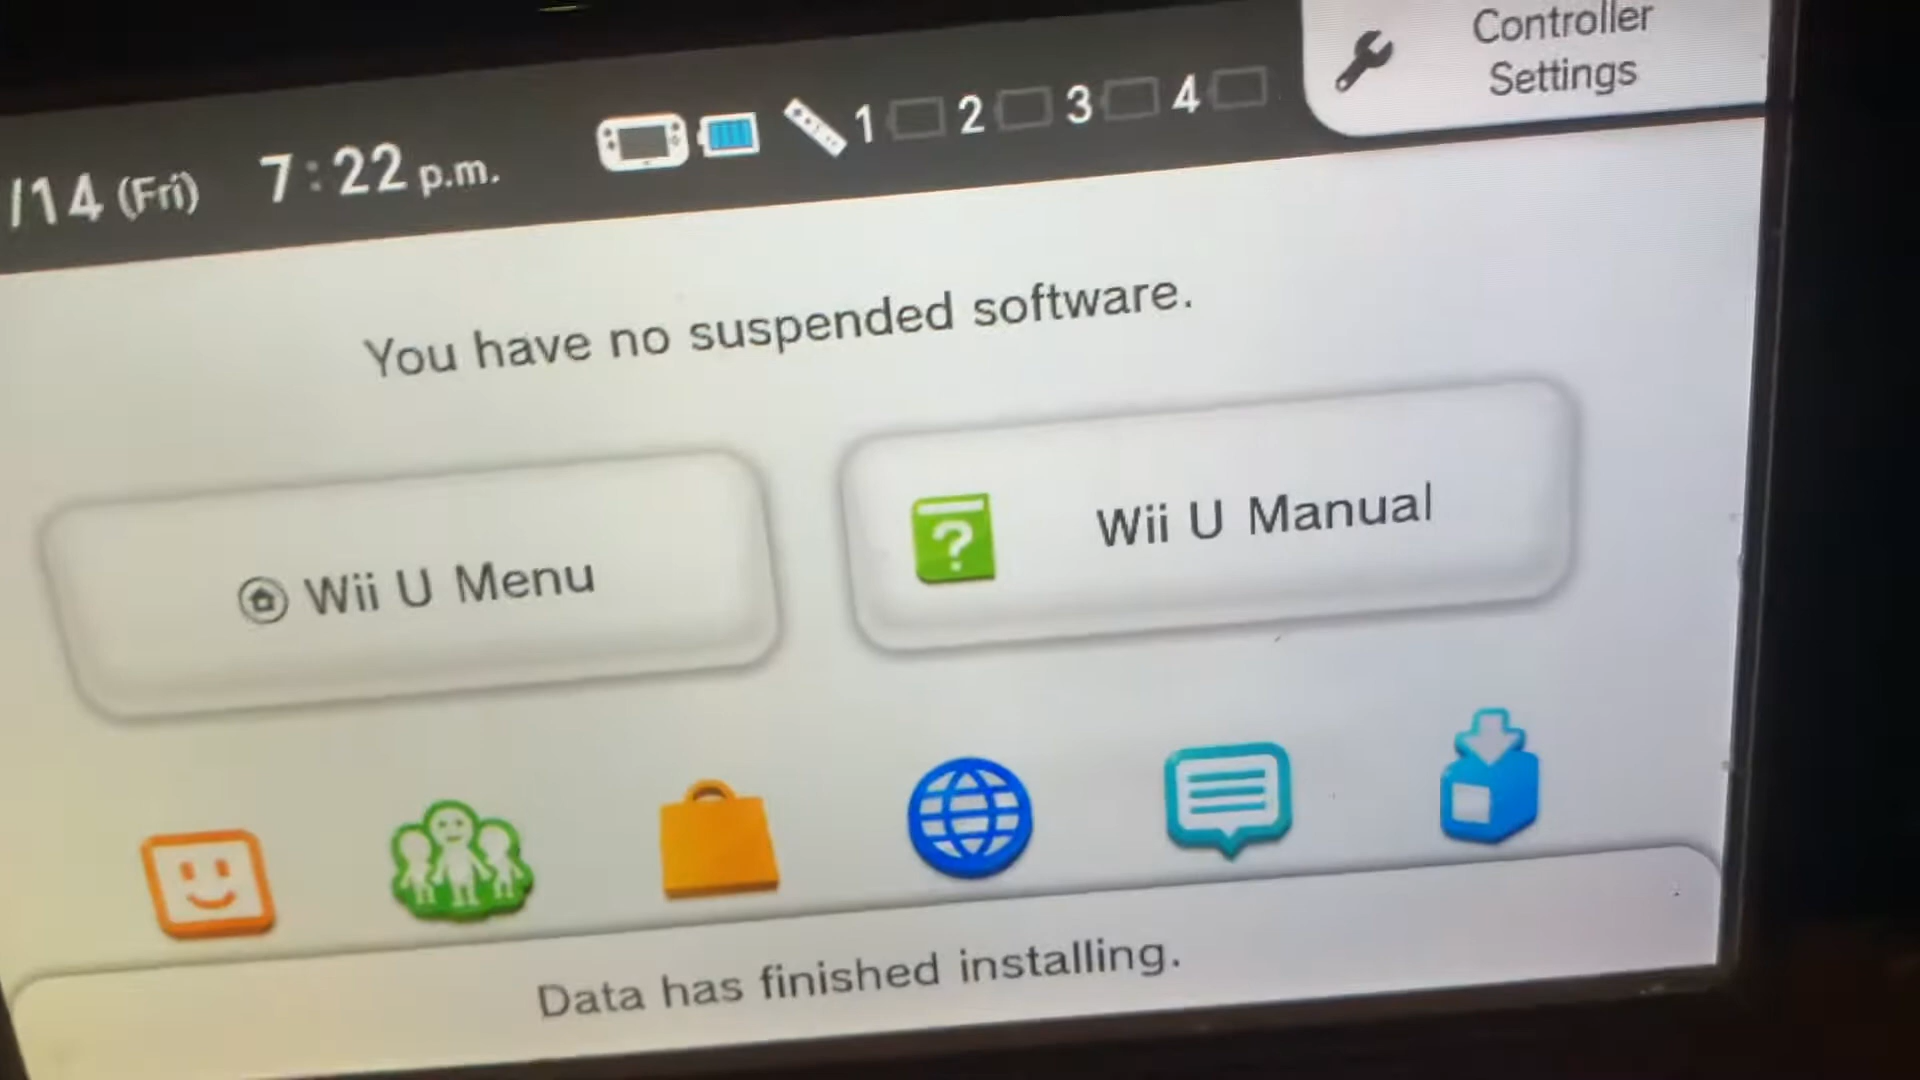 Controller
Settings
/14 (Fri) 7:22 p.m. 1 2 3 4
You have no suspended software.
Wii U Menu
Wii U Manual
?
Data has finished installing.